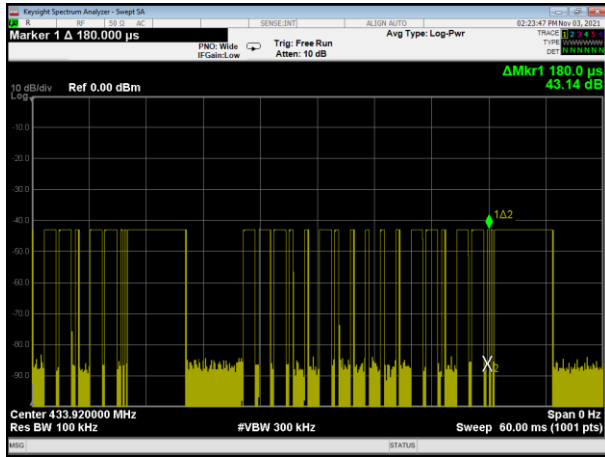 Keysight Spectrum Analyzer - Swept SA
R RF 50 Ω AC SENSE:INT ALIGN AUTO 02:23:47 PM Nov 03, 2021
Marker 1 Δ 180.000 µs
PNO: Wide
IFGain:Low
Trig: Free Run
Atten: 10 dB
Avg Type: Log-Pwr
TRACE 1 2 3 4 5 6
TYPE WWWWWW
DET N N N N N N
ΔMkr1 180.0 µs
43.14 dB
10 dB/div Ref 0.00 dBm
Log
-10.0
-20.0
-30.0
-40.0
1Δ2
-50.0
-60.0
-70.0
-80.0
2
-90.0
Center 433.920000 MHz Span 0 Hz
Res BW 100 kHz #VBW 300 kHz Sweep 60.00 ms (1001 pts)
MSG STATUS